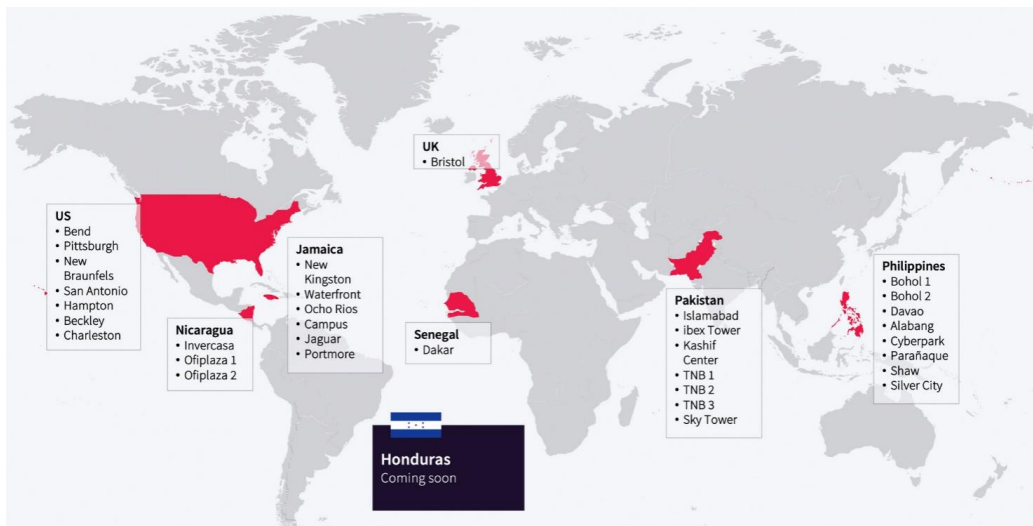 UK
• Bristol
US
• Bend
• Pittsburgh
• New
Braunfels
• San Antonio
• Hampton
• Beckley
• Charleston
Jamaica
• New
Kingston
• Waterfront
• Ocho Rios
• Campus
• Jaguar
• Portmore
Nicaragua
• Invercasa
• Ofiplaza 1
• Ofiplaza 2
Senegal
• Dakar
Pakistan
• Islamabad
• ibex Tower
• Kashif
Center
• TNB 1
• TNB 2
• TNB 3
• Sky Tower
Philippines
• Bohol 1
• Bohol 2
• Davao
• Alabang
• Cyberpark
• Parañaque
• Shaw
• Silver City
Honduras
Coming soon